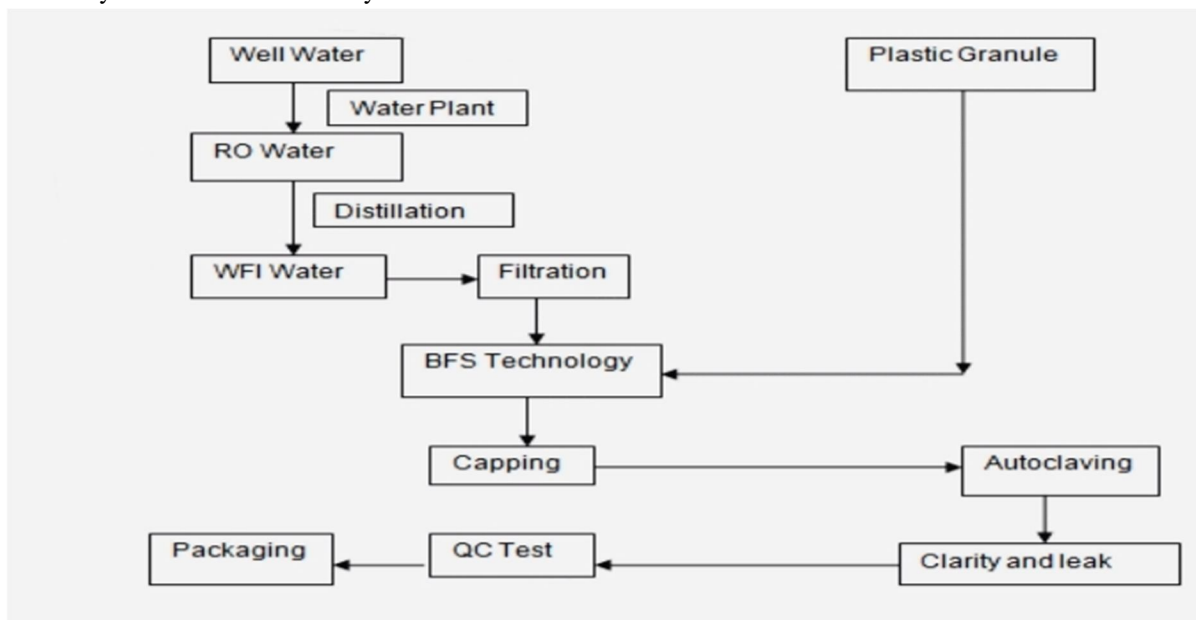 Well Water
Plastic Granule
Water Plant
RO Water
Distillation
WFI Water
Filtration
BFS Technology
Capping
Autoclaving
Packaging
QC Test
Clarity and leak